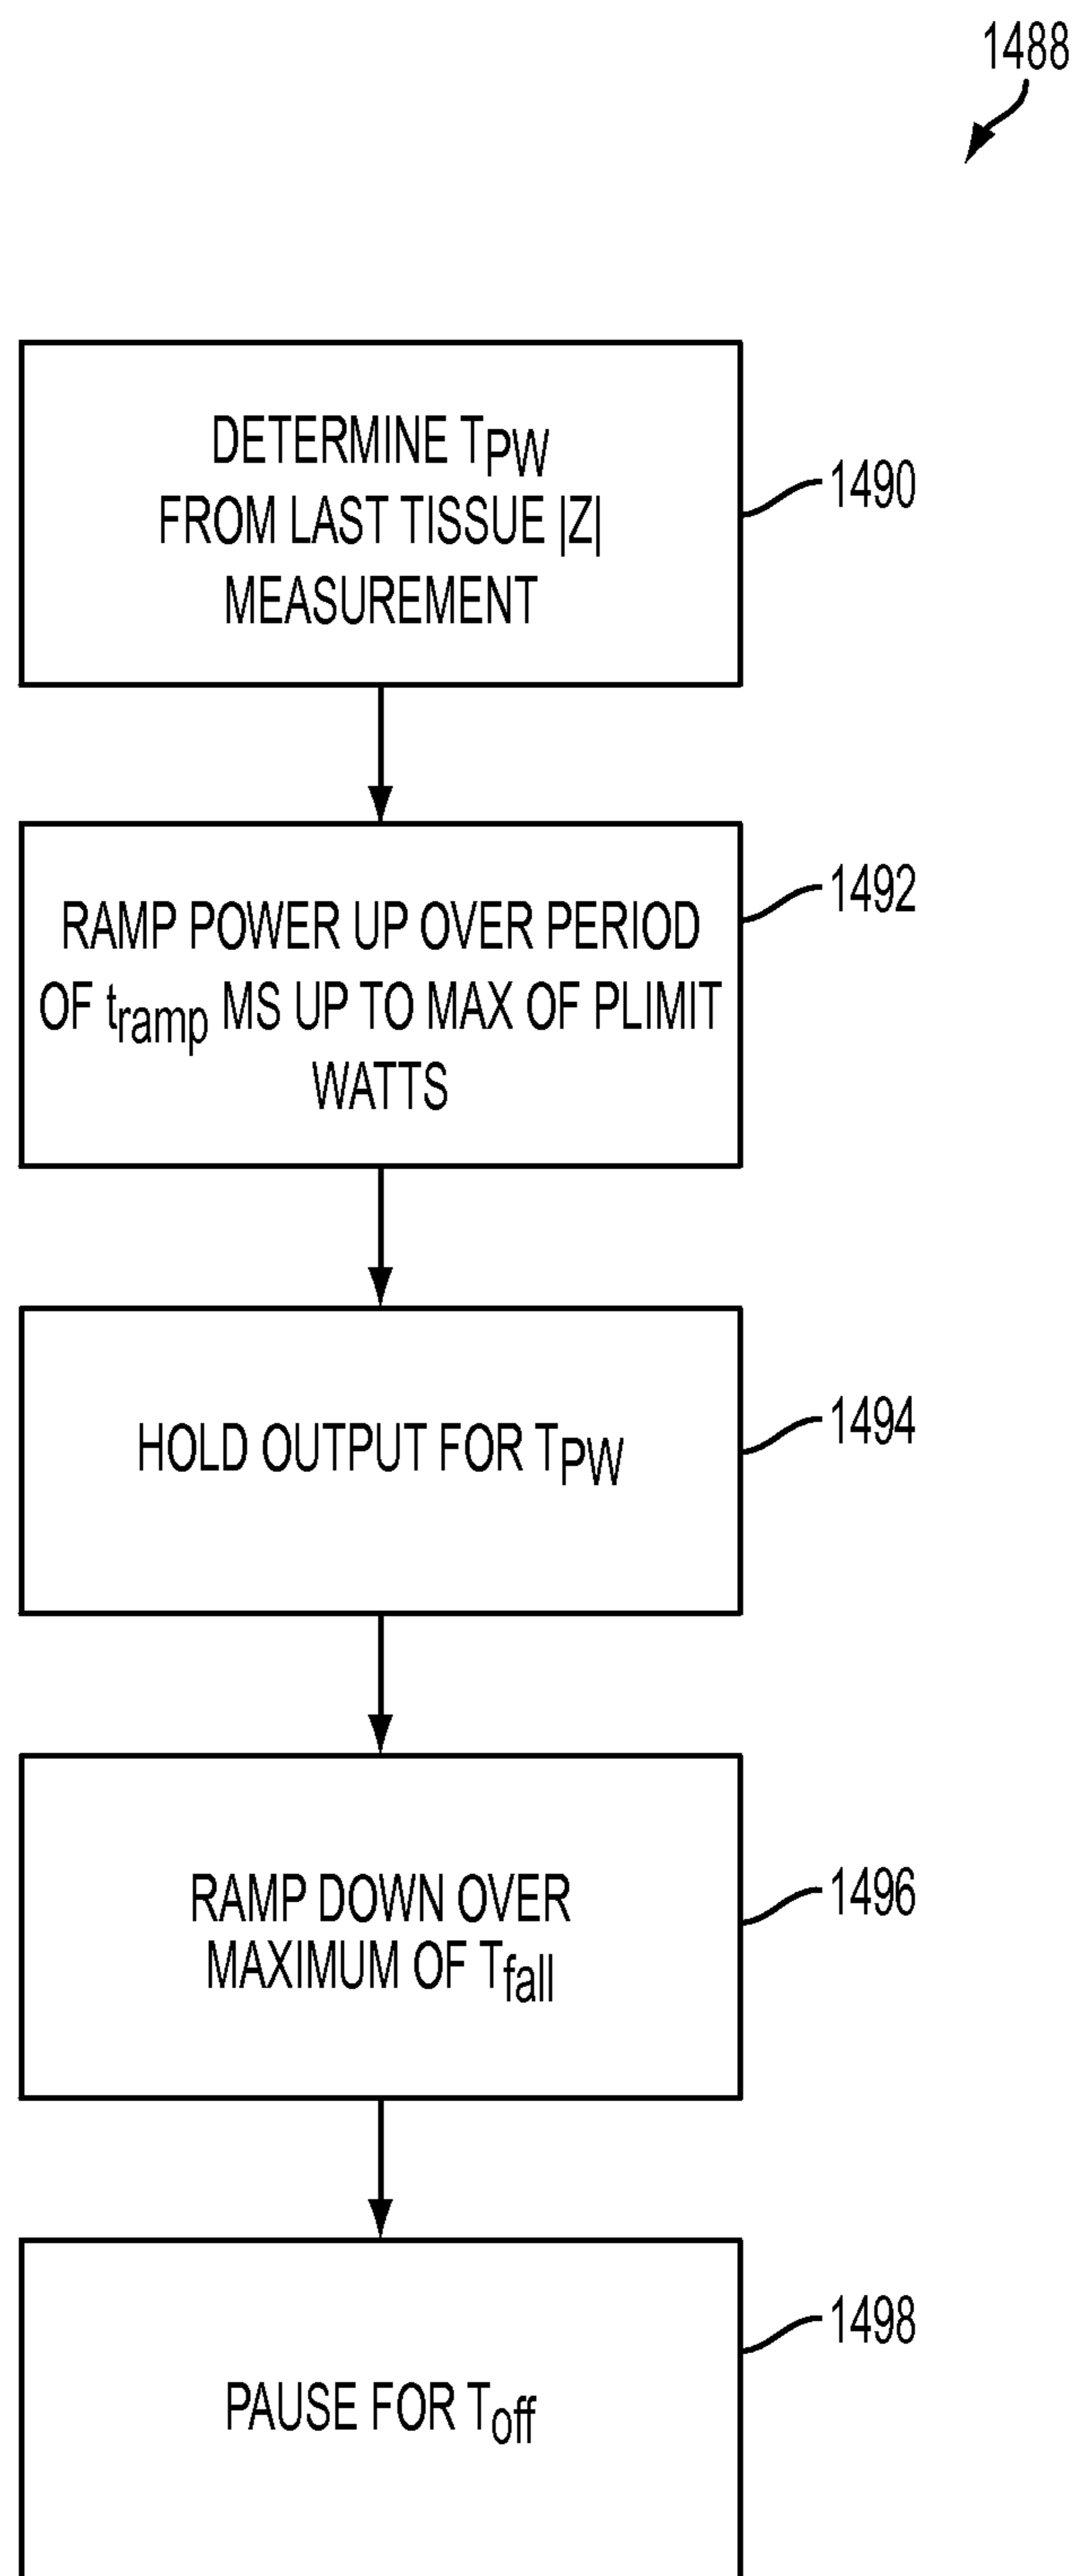 1488
DETERMINE TPW
FROM LAST TISSUE |Z|
MEASUREMENT
1490
RAMP POWER UP OVER PERIOD
OF tramp MS UP TO MAX OF PLIMIT
WATTS
1492
HOLD OUTPUT FOR TPW
1494
RAMP DOWN OVER
MAXIMUM OF Tfall
1496
PAUSE FOR Toff
1498